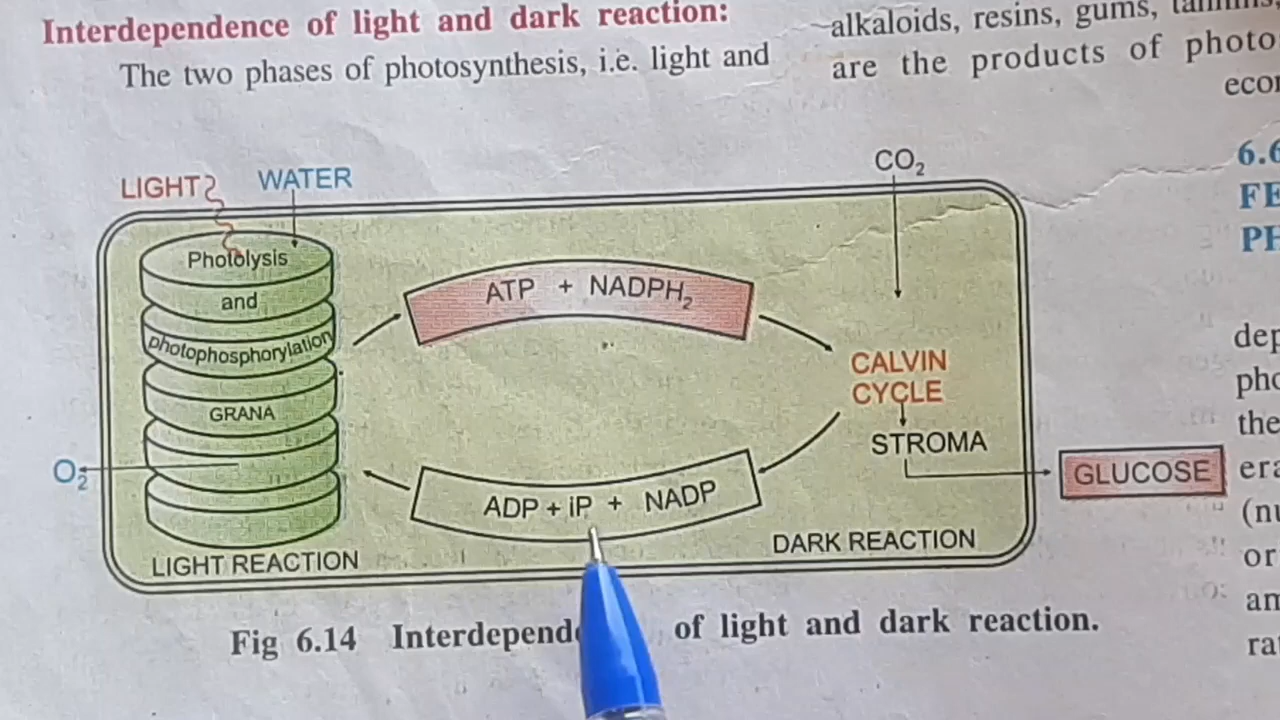 Interdependence of light and dark reaction:
The two phases of photosynthesis, i.e. light and
alkaloids, resins, gums,
are the products of photo
econ
6.6
FE
PH
LIGHT
WATER
CO₂
Photolysis
and
photophosphorylation
GRANA
O₂
LIGHT REACTION
ATP + NADPH₂
CALVIN
CYCLE
STROMA
GLUCOSE
ADP + iP + NADP
DARK REACTION
Fig 6.14 of light and dark reaction.
dep
pho
the
era
(nu
or
an
ra